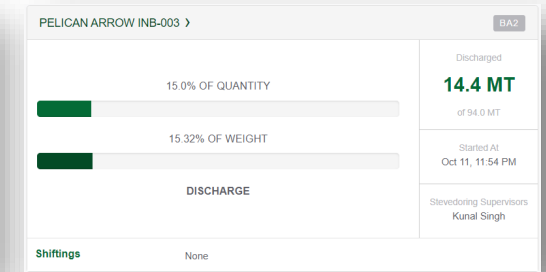 PELICAN ARROW INB-003 >
BA2
15.0% OF QUANTITY
15.32% OF WEIGHT
DISCHARGE
Discharged
14.4 MT
of 94.0 MT
Started At
Oct 11, 11:54 PM
Stevedoring Supervisors
Kunal Singh
Shiftings None